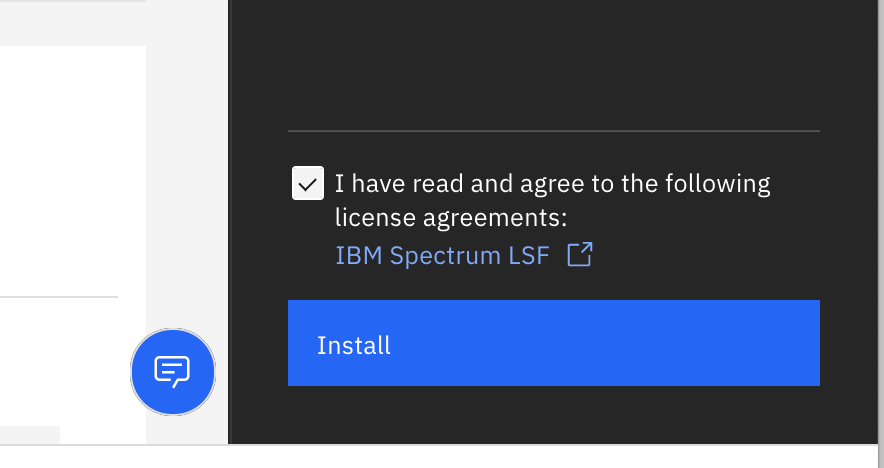 I have read and agree to the following
license agreements:
IBM Spectrum LSF
Install